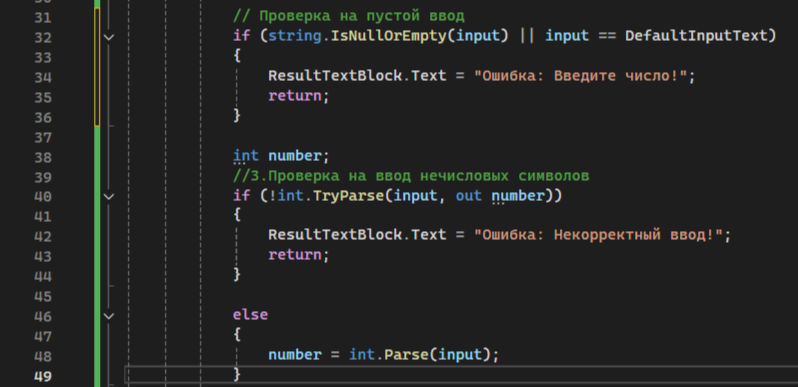 31 // Проверка на пустой ввод
32 if (string.IsNullOrEmpty(input) || input == DefaultInputText)
33 {
34 ResultTextBlock.Text = "Ошибка: Введите число!";
35 return;
36 }
37
38 int number;
39 //3.Проверка на ввод нечисловых символов
40 if (!int.TryParse(input, out number))
41 {
42 ResultTextBlock.Text = "Ошибка: Некорректный ввод!";
43 return;
44 }
45
46 else
47 {
48 number = int.Parse(input);
49 }